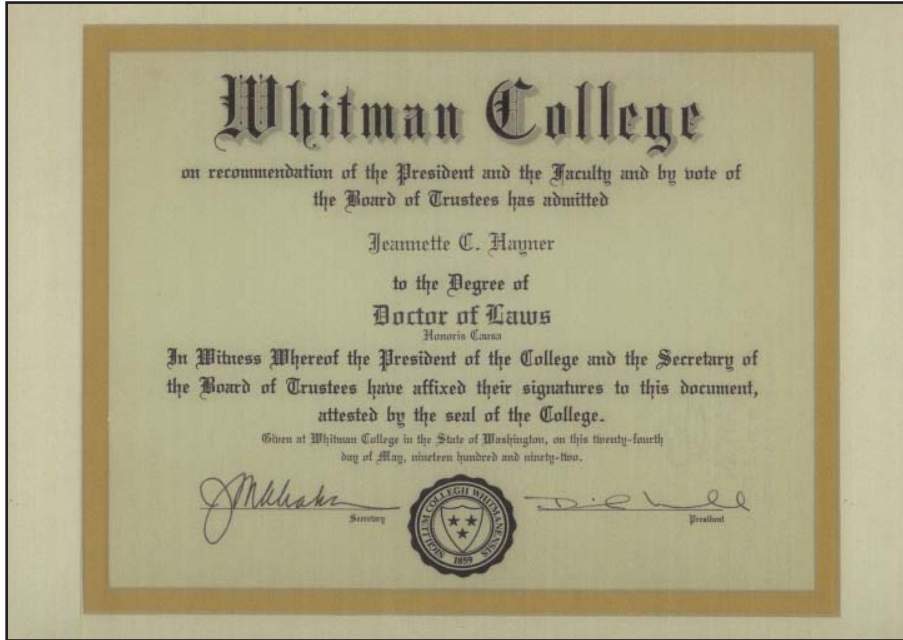 Whitman College
on recommendation of the President and the Faculty and by vote of
the Board of Trustees has admitted
Jeannette C. Hayner
to the Degree of
Doctor of Laws
Honoris Causa
In Witness Whereof the President of the College and the Secretary of
the Board of Trustees have affixed their signatures to this document,
attested by the seal of the College.
Given at Whitman College in the State of Washington, on this twenty-fourth
day of May, nineteen hundred and ninety-two.
Secretary
SIGILLUM COLLEGII WHITMANENSIS
1859
President